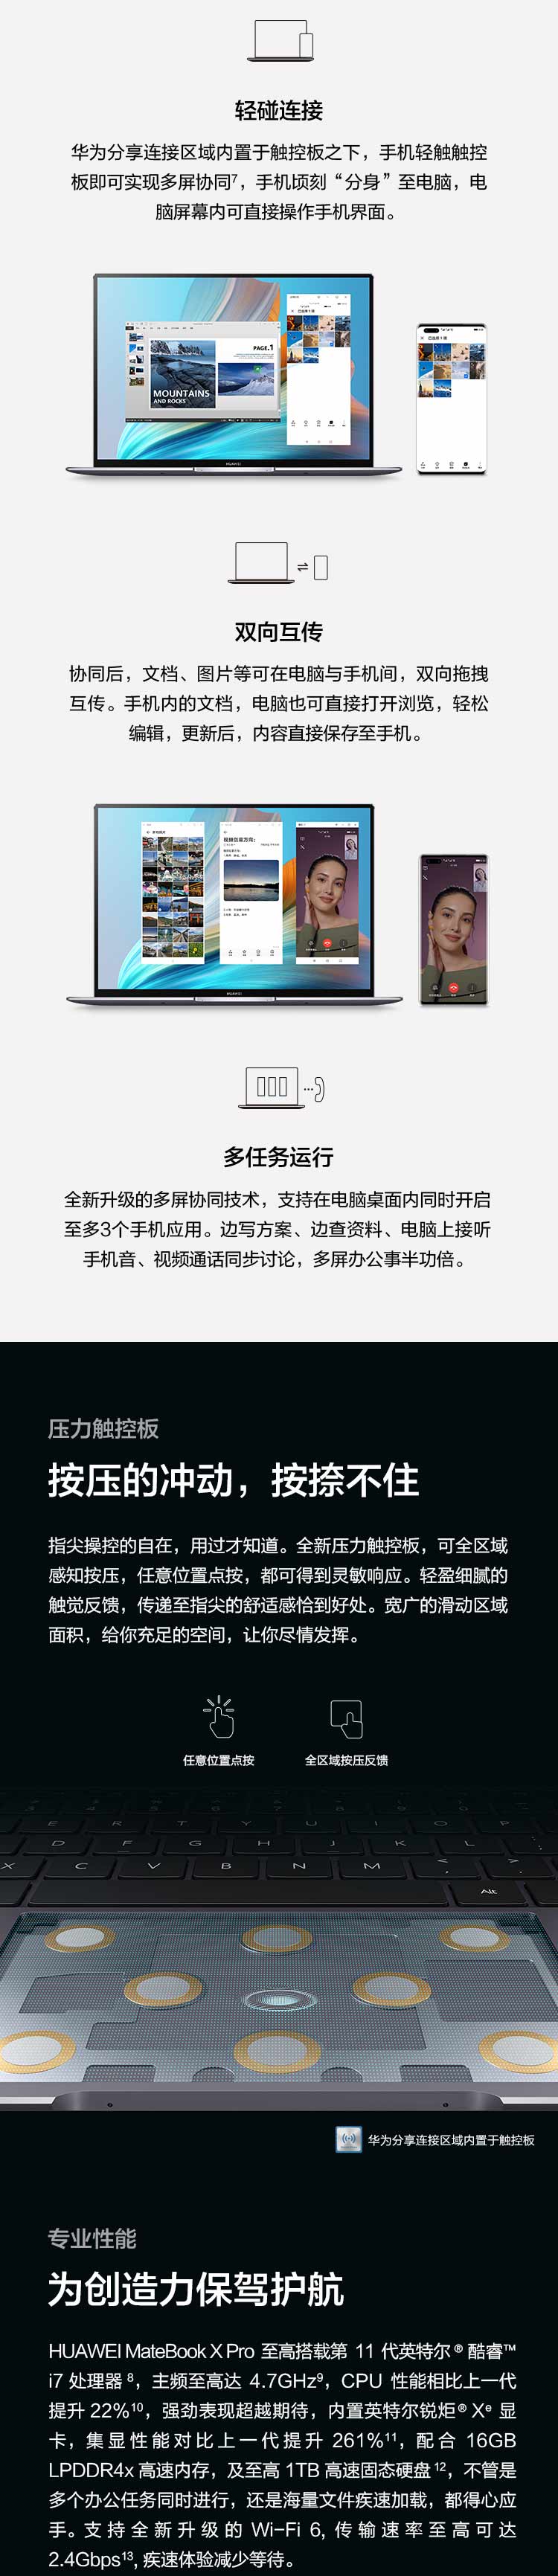 轻碰连接
华为分享连接区域内置于触控板之下，手机轻触触控
板即可实现多屏协同7，手机顷刻“分身”至电脑，电
脑屏幕内可直接操作手机界面。
PAGE.1
MOUNTAINS
AND ROCKS
HUAWEI
双向互传
协同后，文档、图片等可在电脑与手机间，双向拖拽
互传。手机内的文档，电脑也可直接打开浏览，轻松
编辑，更新后，内容直接保存至手机。
HUAWEI
多任务运行
全新升级的多屏协同技术，支持在电脑桌面内同时开启
至多3个手机应用。边写方案、边查资料、电脑上接听
手机音、视频通话同步讨论，多屏办公事半功倍。
压力触控板
按压的冲动，按捺不住
指尖操控的自在，用过才知道。全新压力触控板，可全区域
感知按压，任意位置点按，都可得到灵敏响应。轻盈细腻的
触觉反馈，传递至指尖的舒适感恰到好处。宽广的滑动区域
面积，给你充足的空间，让你尽情发挥。
任意位置点按 全区域按压反馈
E R T Y U I O P
D F G H J K L
X C V B N M
Alt
华为分享连接区域内置于触控板
专业性能
为创造力保驾护航
HUAWEI MateBook X Pro 至高搭载第 11 代英特尔® 酷睿™
i7 处理器 8，主频至高达 4.7GHz9，CPU 性能相比上一代
提升 22%10，强劲表现超越期待，内置英特尔锐炬® Xe 显
卡，集显性能对比上一代提升 261%11，配合 16GB
LPDDR4x 高速内存，及至高 1TB 高速固态硬盘 12，不管是
多个办公任务同时进行，还是海量文件疾速加载，都得心应
手。支持全新升级的 Wi-Fi 6, 传输速率至高可达
2.4Gbps13, 疾速体验减少等待。